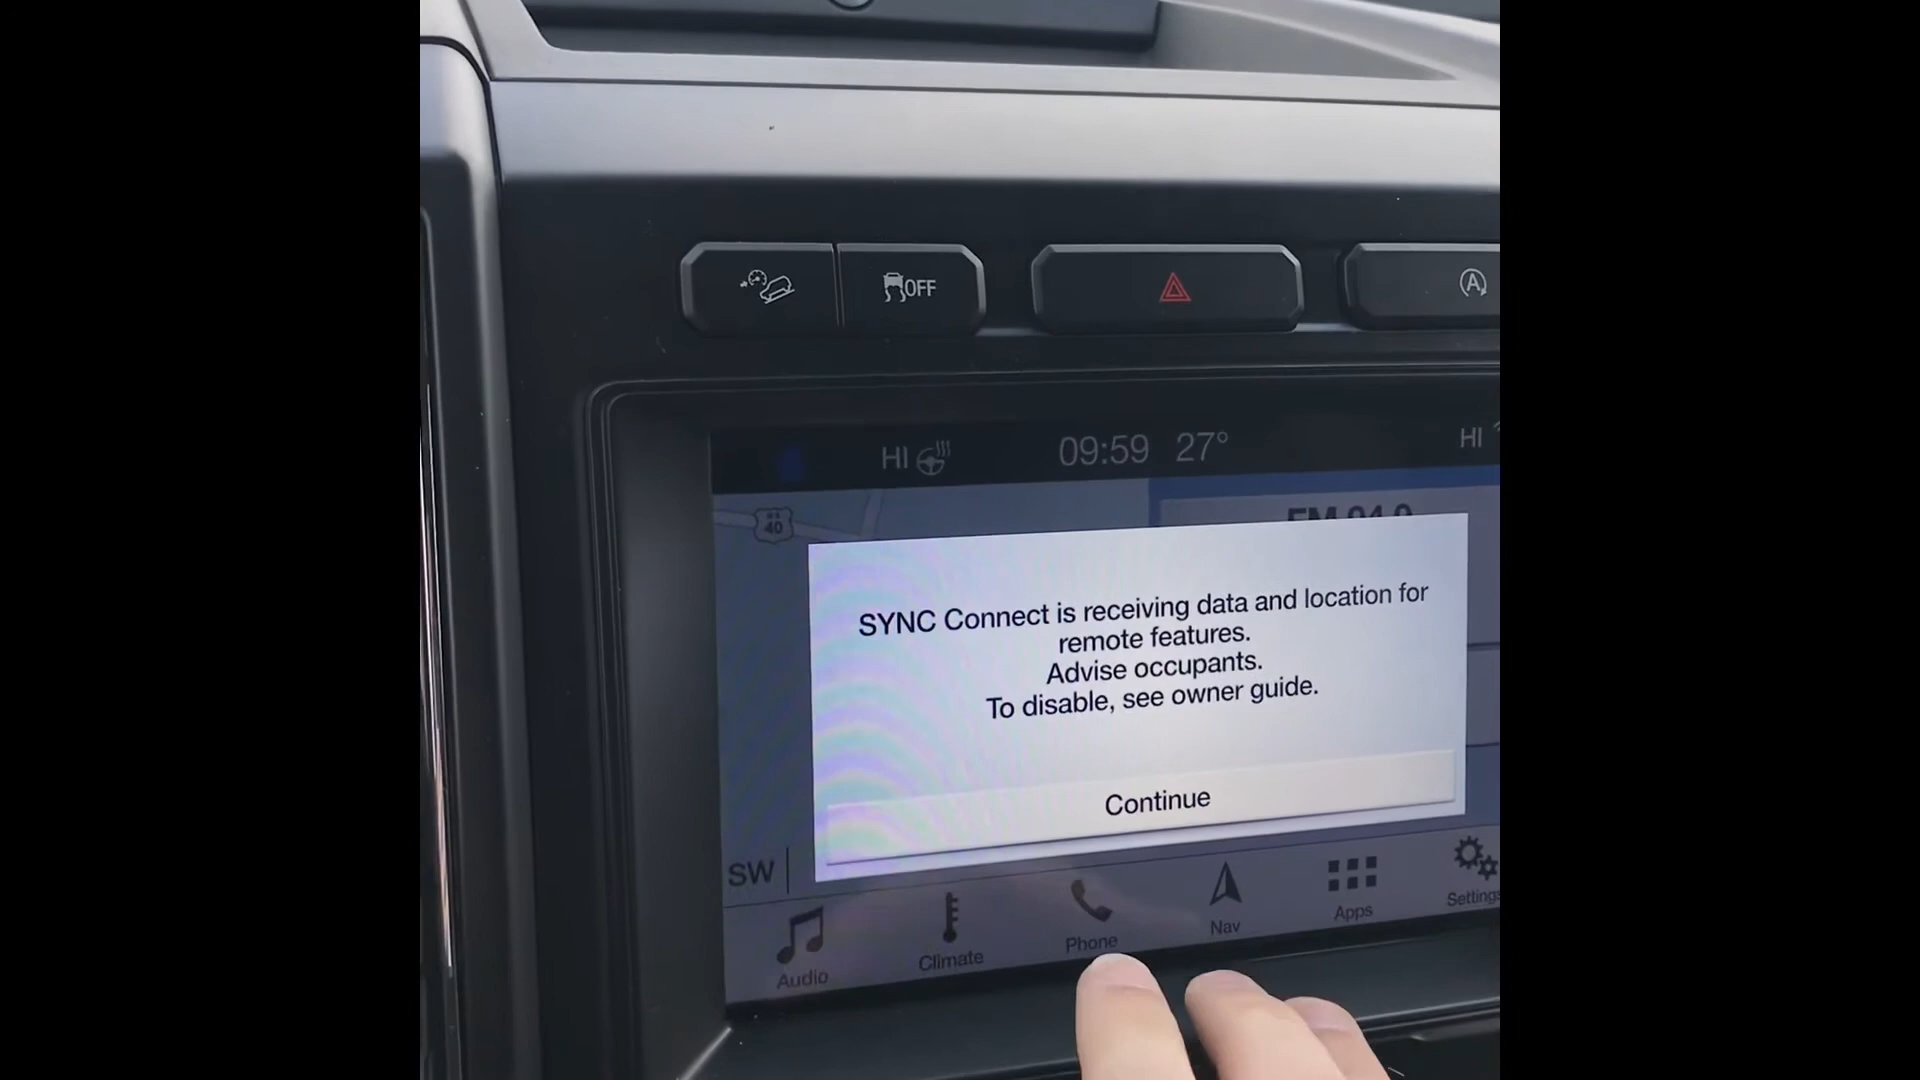 OFF
A
HI 09:59 27° HI
40
SYNC Connect is receiving data and location for
remote features.
Advise occupants.
To disable, see owner guide.
Continue
SW
Audio Climate Phone Nav Apps Settings